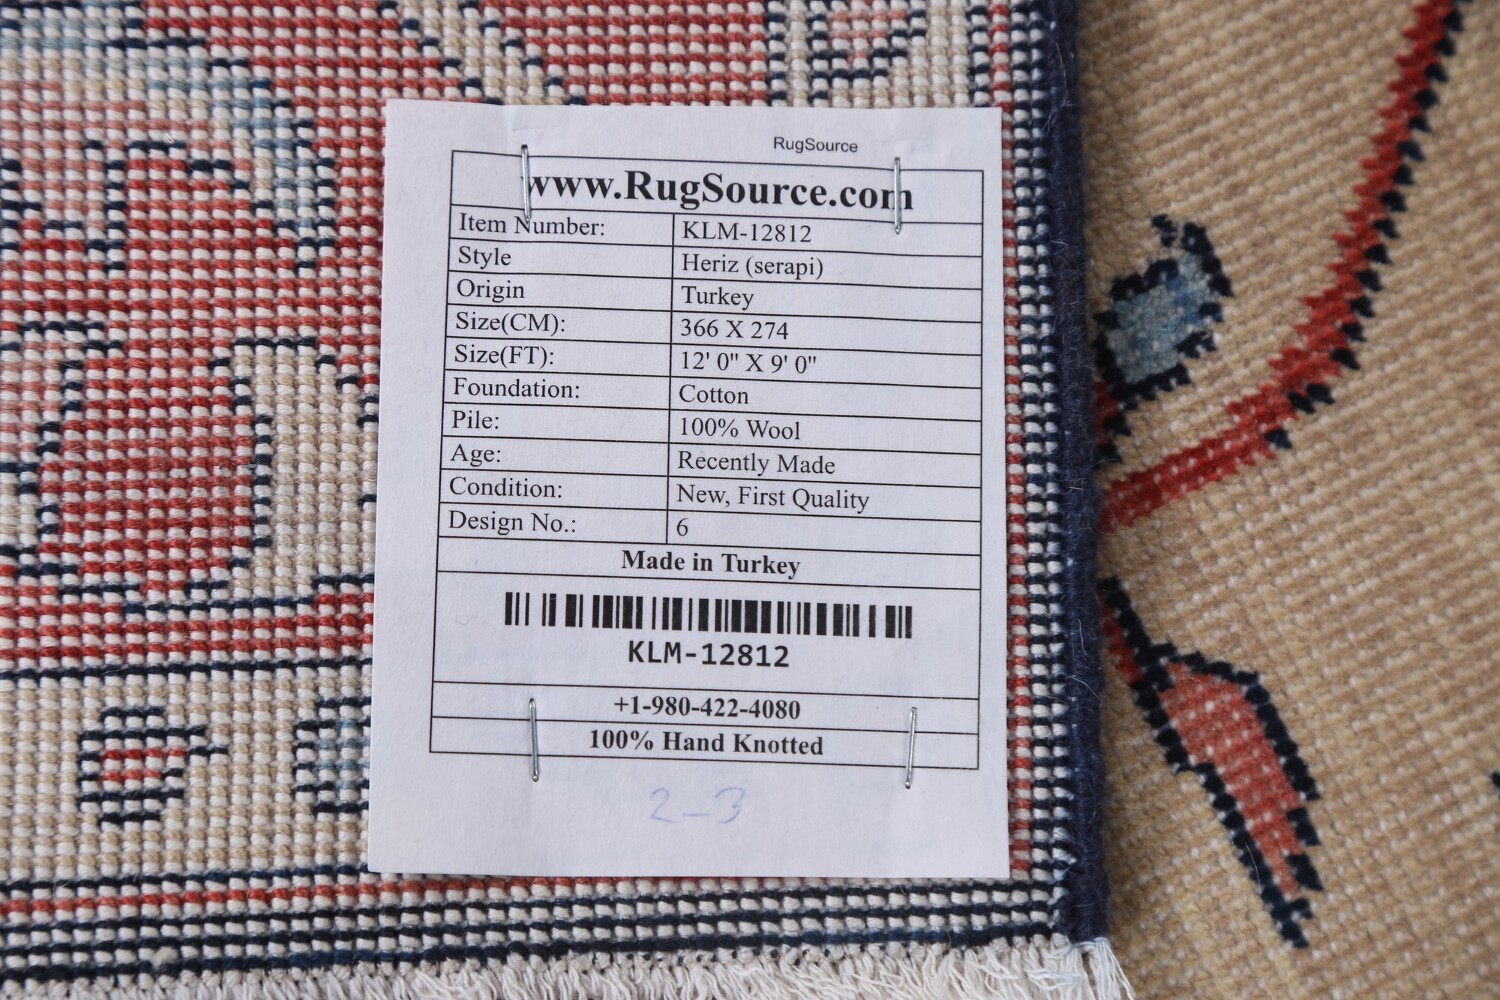 RugSource
www.RugSource.com
Item Number: KLM-12812
Style Heriz (serapi)
Origin Turkey
Size(CM): 366 X 274
Size(FT): 12' 0" X 9' 0"
Foundation: Cotton
Pile: 100% Wool
Age: Recently Made
Condition: New, First Quality
Design No.: 6
Made in Turkey
KLM-12812
+1-980-422-4080
100% Hand Knotted
2-3